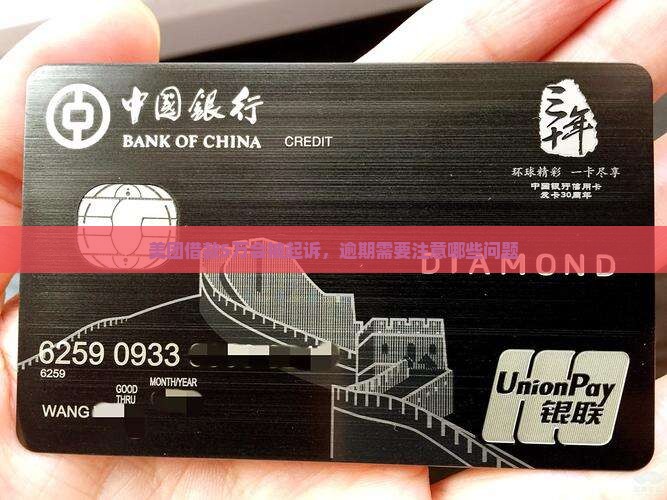 中国銀行
BANK OF CHINA CREDIT
三十年
环球精彩 一卡尽享
中国银行信用卡
发卡30周年
逾期需要注意哪些问题
DIAMOND
6259 0933
6259
GOOD
THRU
MONTH/YEAR
WANG
UnionPay
银联